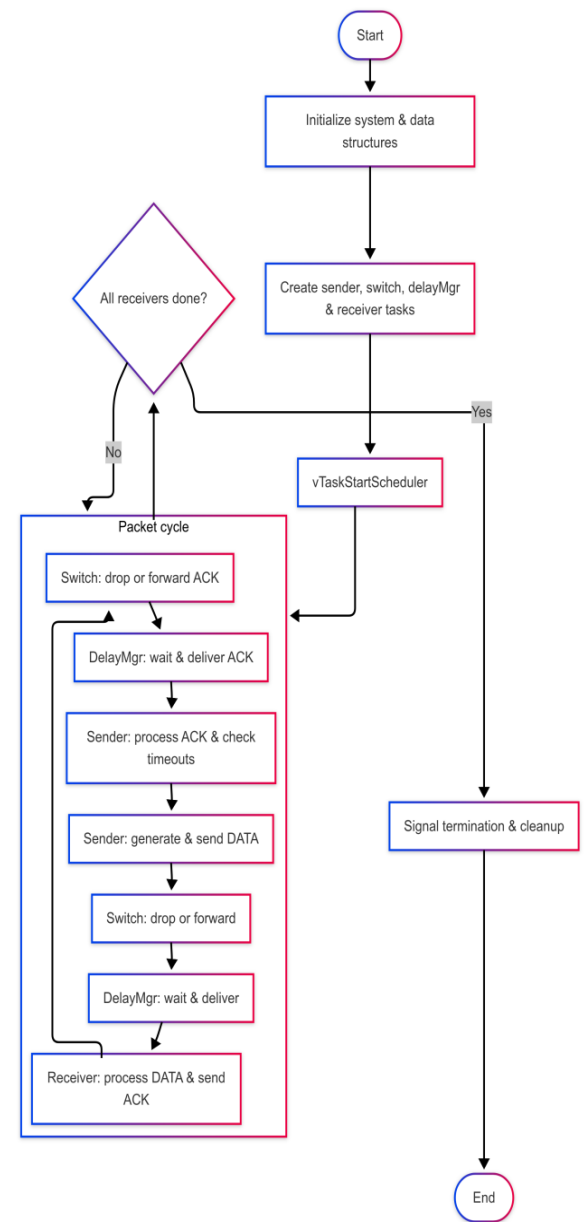 Start
Initialize system & data
structures
All receivers done?
Create sender, switch, delayMgr
& receiver tasks
Yes
No
vTaskStartScheduler
Packet cycle
Switch: drop or forward ACK
DelayMgr: wait & deliver ACK
Sender: process ACK & check
timeouts
Sender: generate & send DATA
Signal termination & cleanup
Switch: drop or forward
DelayMgr: wait & deliver
Receiver: process DATA & send
ACK
End